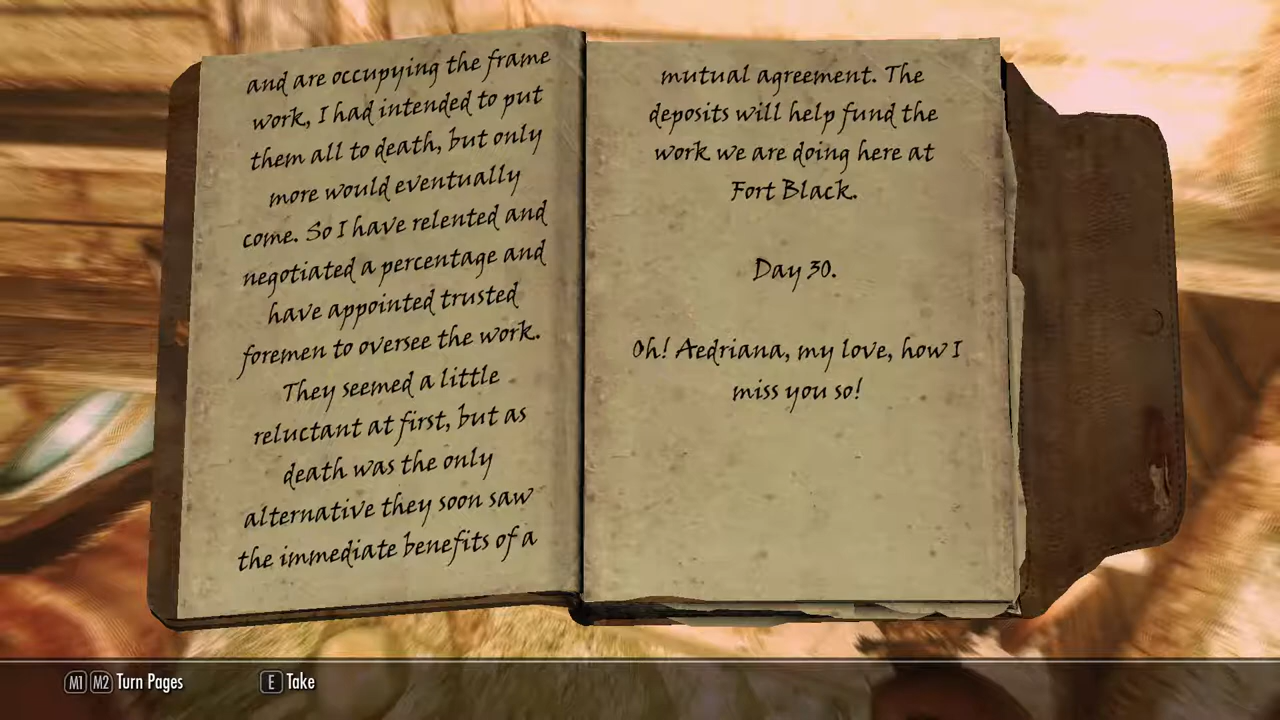 and are occupying the frame
work, I had intended to put
them all to death, but only
more would eventually
come. So I have relented and
negotiated a percentage and
have appointed trusted
foremen to oversee the work.
They seemed a little
reluctant at first, but as
death was the only
alternative they soon saw
the immediate benefits of a
mutual agreement. The
deposits will help fund the
work we are doing here at
Fort Black.
Day 30.
Oh! Aedriana, my love, how I
miss you so!
M1 M2 Turn Pages
E Take